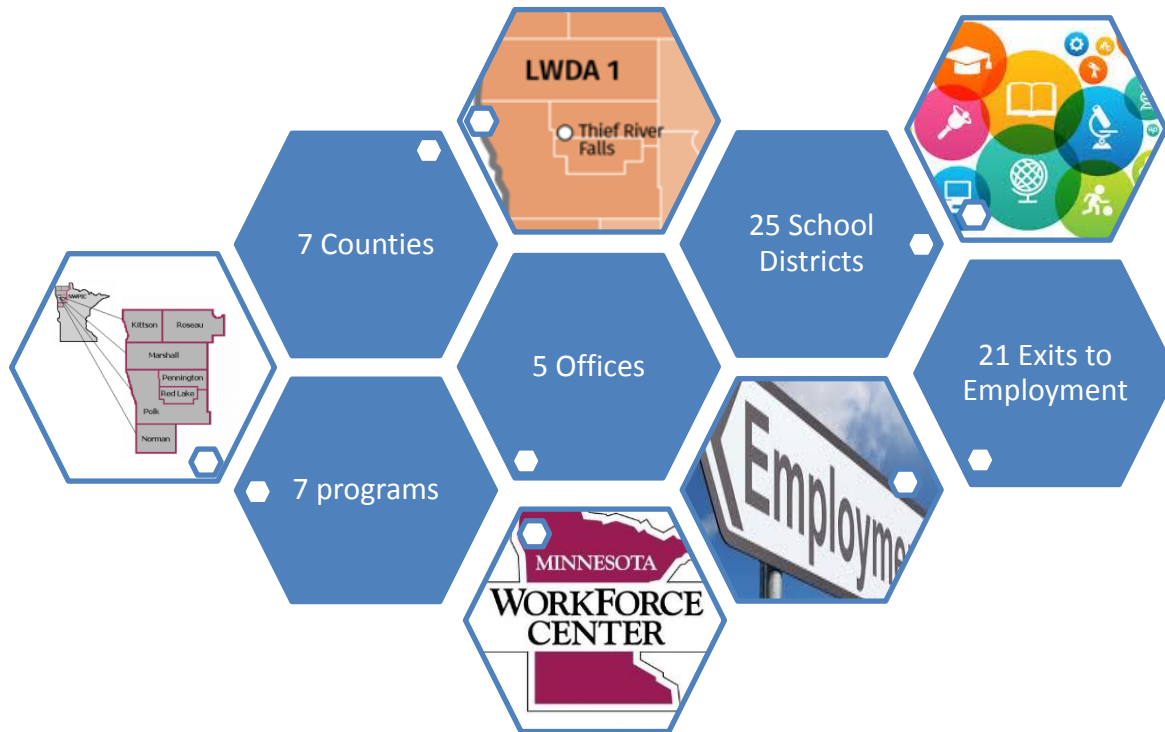 LWDA 1
Thief River
Falls
7 Counties
25 School
Districts
NWPIC
Kittson
Roseau
Marshall
Pennington
Red Lake
Polk
Norman
5 Offices
21 Exits to
Employment
7 programs
Employme
MINNESOTA
WORKFORCE
CENTER